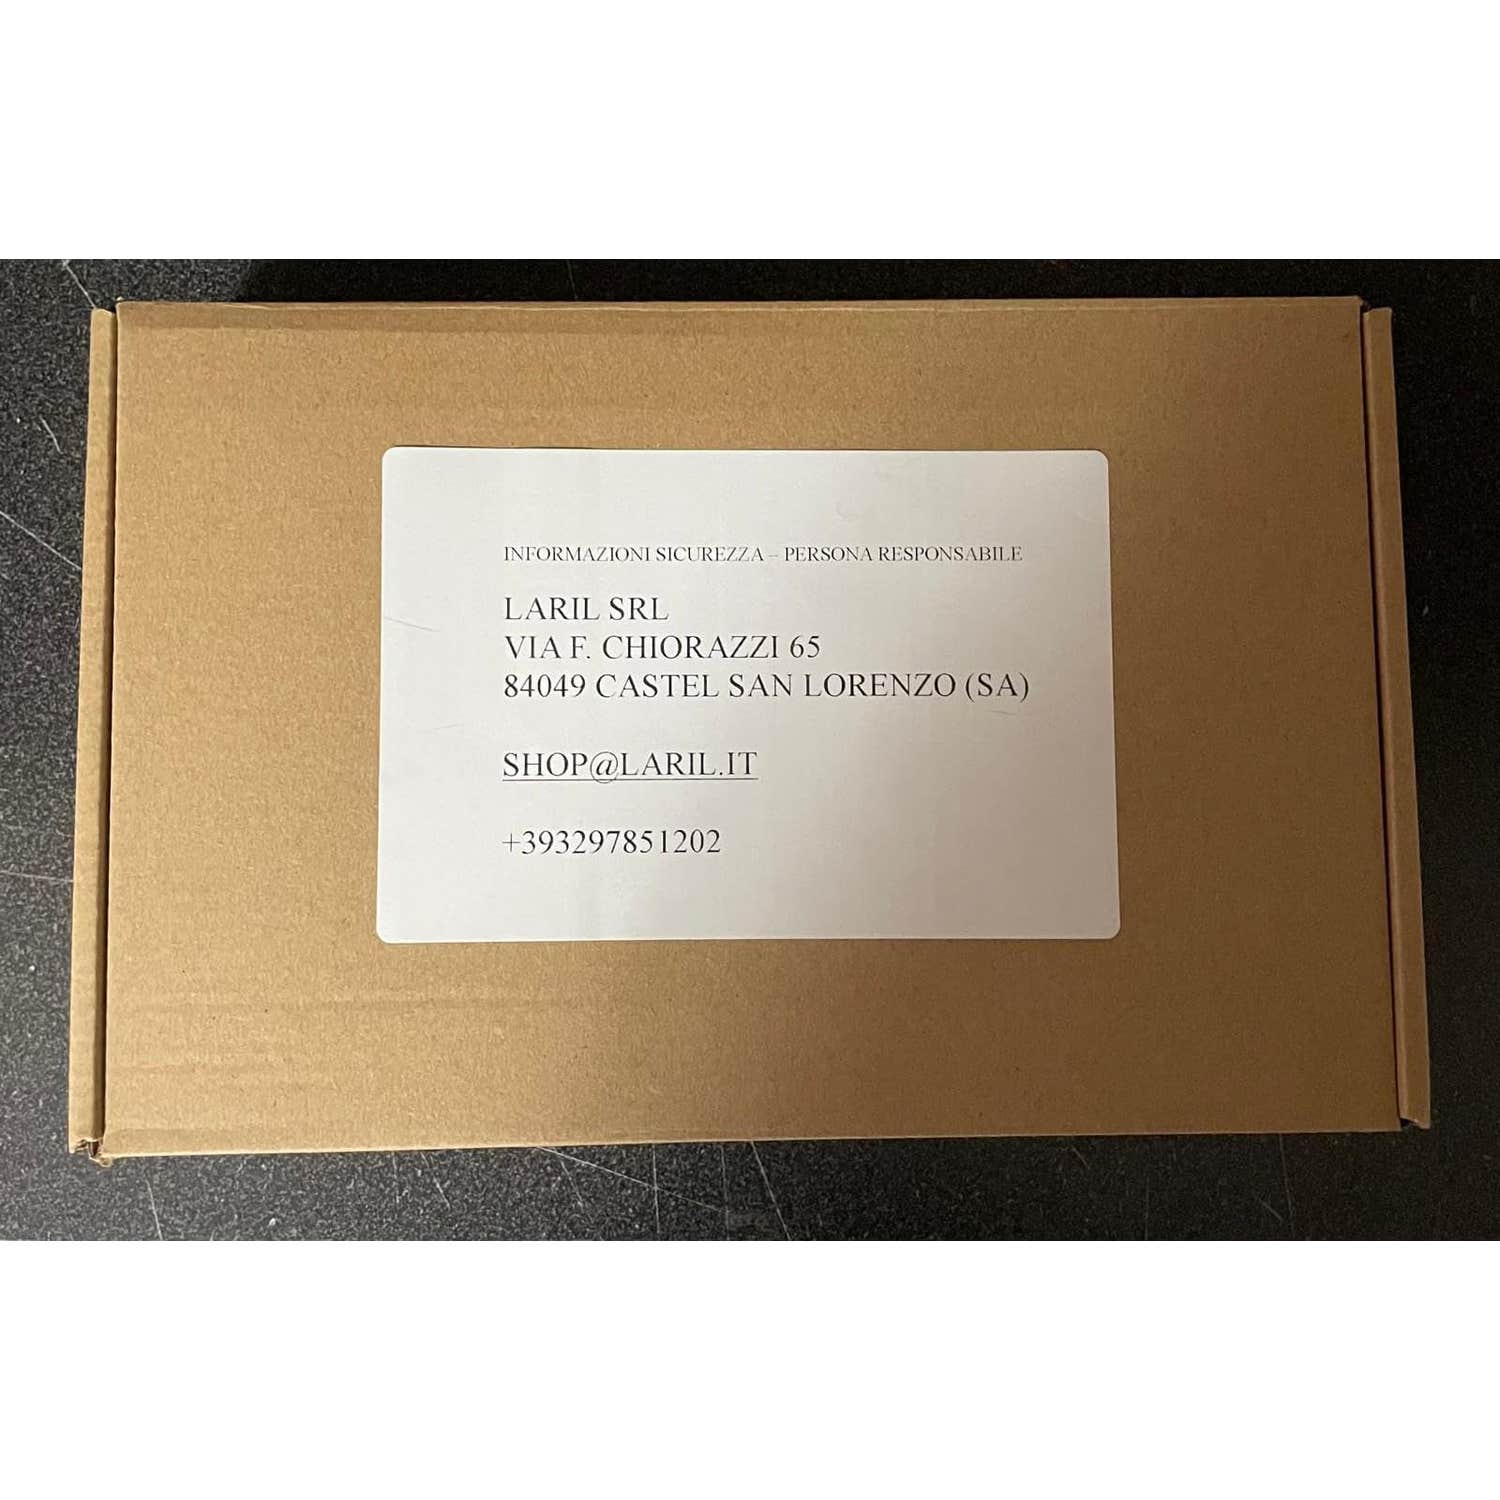 INFORMAZIONI SICUREZZA – PERSONA RESPONSABILE
LARIL SRL
VIA F. CHIORAZZI 65
84049 CASTEL SAN LORENZO (SA)
SHOP@LARIL.IT
+393297851202